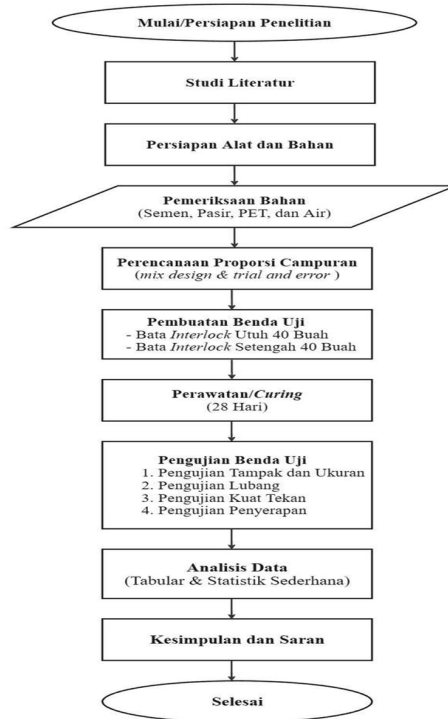 Mulai/Persiapan Penelitian
Studi Literatur
Persiapan Alat dan Bahan
Pemeriksaan Bahan
(Semen, Pasir, PET, dan Air)
Perencanaan Proporsi Campuran
(mix design & trial and error )
Pembuatan Benda Uji
- Bata Interlock Utuh 40 Buah
- Bata Interlock Setengah 40 Buah
Perawatan/Curing
(28 Hari)
Pengujian Benda Uji
1. Pengujian Tampak dan Ukuran
2. Pengujian Lubang
3. Pengujian Kuat Tekan
4. Pengujian Penyerapan
Analisis Data
(Tabular & Statistik Sederhana)
Kesimpulan dan Saran
Selesai